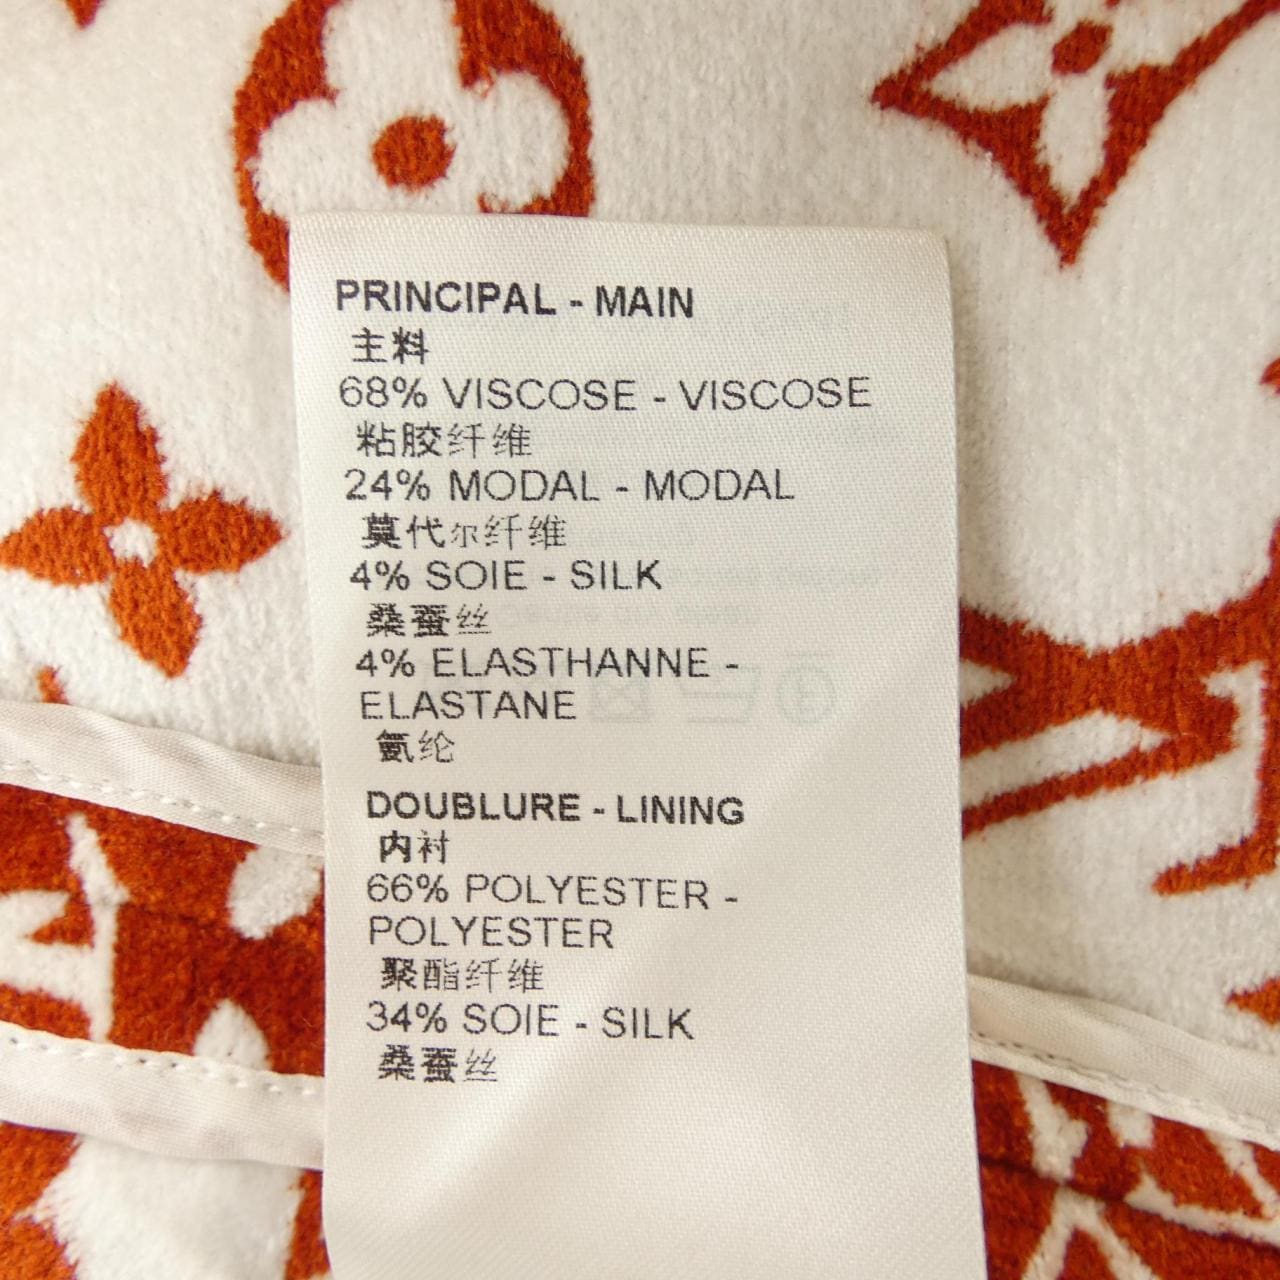 PRINCIPAL - MAIN
主料
68% VISCOSE - VISCOSE
粘胶纤维
24% MODAL - MODAL
莫代尔纤维
4% SOIE - SILK
桑蚕丝
4% ELASTHANNE -
ELASTANE
氨纶
DOUBLURE - LINING
内衬
66% POLYESTER -
POLYESTER
聚酯纤维
34% SOIE - SILK
桑蚕丝